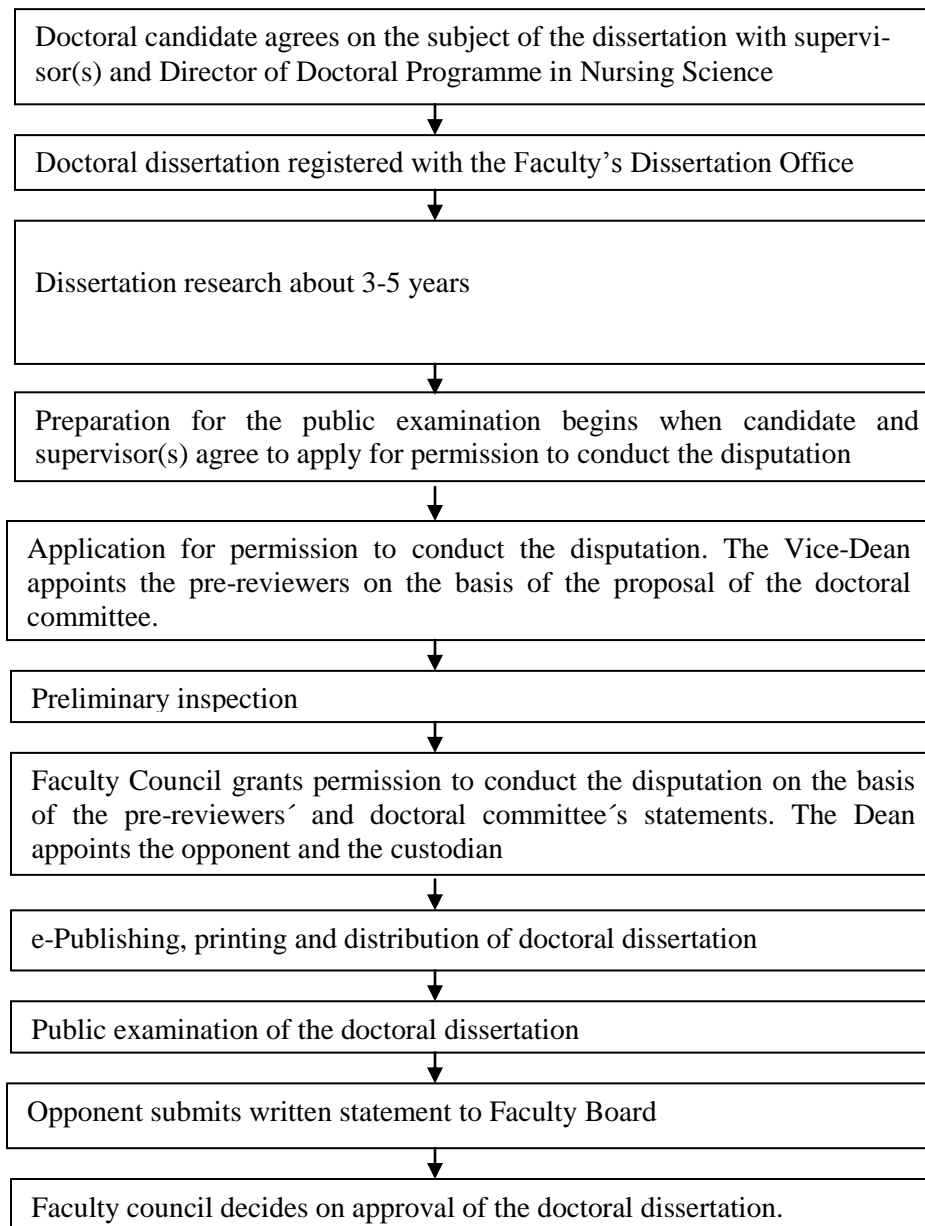 Doctoral candidate agrees on the subject of the dissertation with supervi-
sor(s) and Director of Doctoral Programme in Nursing Science
Doctoral dissertation registered with the Faculty’s Dissertation Office
Dissertation research about 3-5 years
Preparation for the public examination begins when candidate and
supervisor(s) agree to apply for permission to conduct the disputation
Application for permission to conduct the disputation. The Vice-Dean
appoints the pre-reviewers on the basis of the proposal of the doctoral
committee.
Preliminary inspection
Faculty Council grants permission to conduct the disputation on the basis
of the pre-reviewers´ and doctoral committee´s statements. The Dean
appoints the opponent and the custodian
e-Publishing, printing and distribution of doctoral dissertation
Public examination of the doctoral dissertation
Opponent submits written statement to Faculty Board
Faculty council decides on approval of the doctoral dissertation.